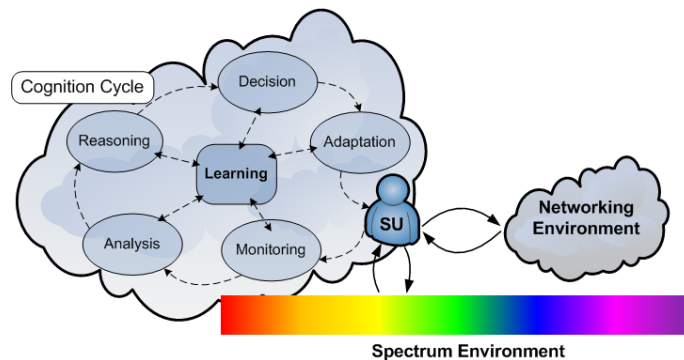 Cognition Cycle
Decision
Reasoning
Adaptation
Learning
Analysis
Monitoring
SU
Networking
Environment
Spectrum Environment